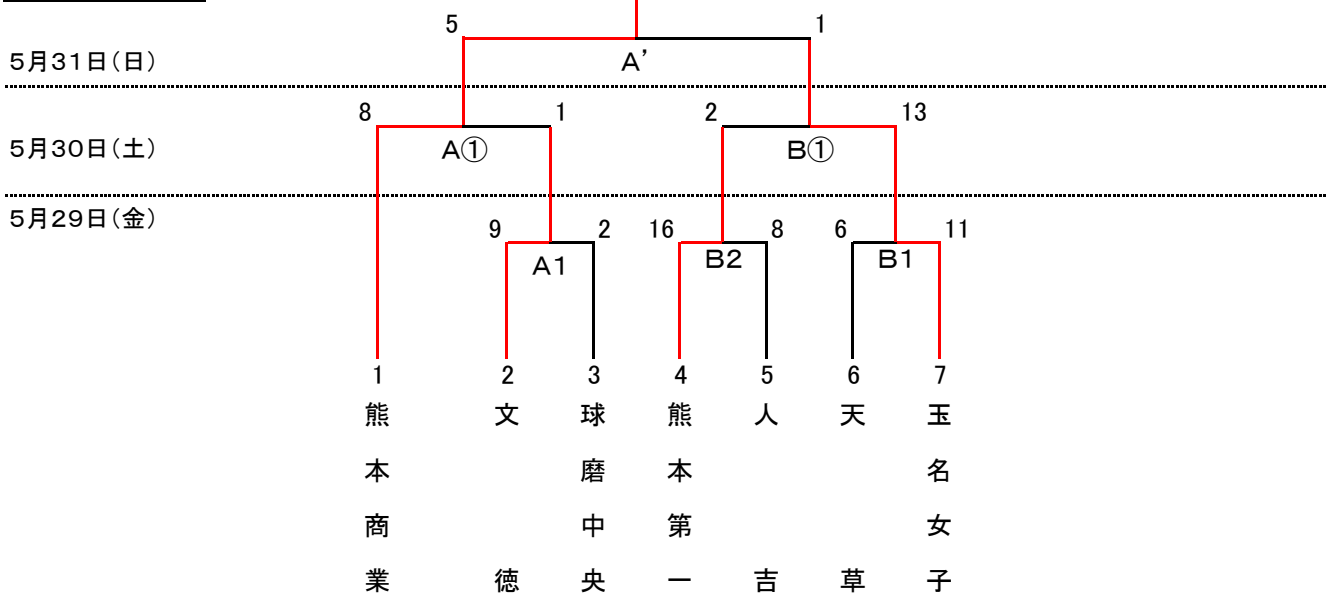 5 1
5月31日(日) A’
8 1 2 13
5月30日(土) A① B①
5月29日(金)
9 2 16 8 6 11
A1 B2 B1
1 2 3 4 5 6 7
熊本商業
文徳
球磨中央
熊本第一
人吉
天草
玉名女子